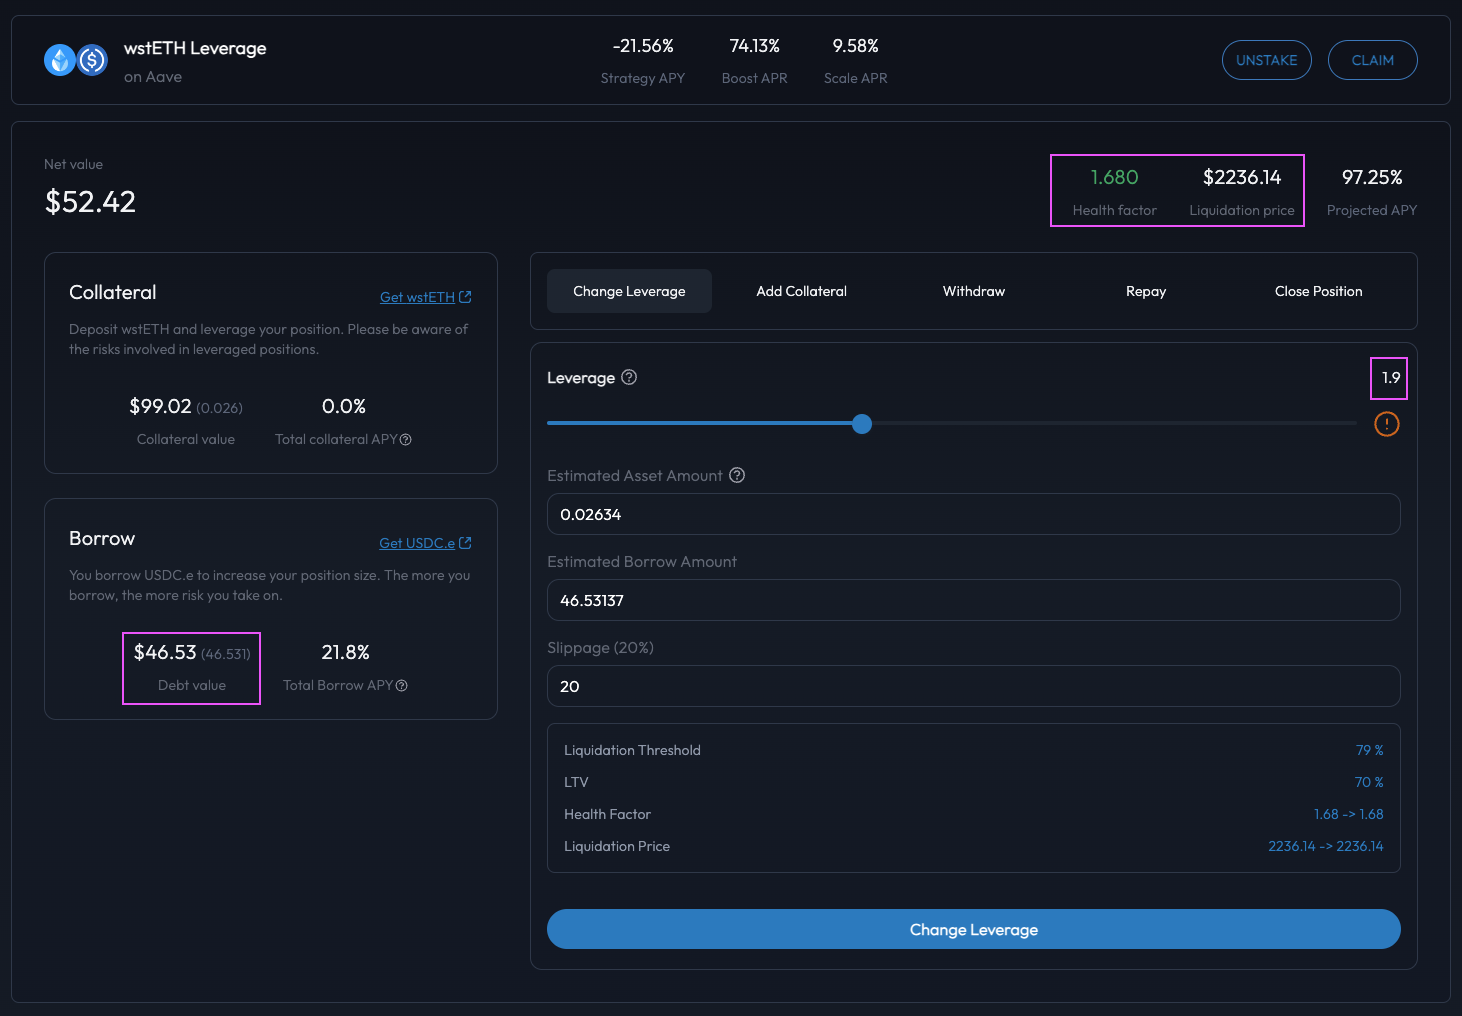 wstETH Leverage
on Aave
-21.56%
Strategy APY
74.13%
Boost APR
9.58%
Scale APR
UNSTAKE
CLAIM
Net value
$52.42
1.680
Health factor
$2236.14
Liquidation price
97.25%
Projected APY
Collateral
Get wstETH
Deposit wstETH and leverage your position. Please be aware of
the risks involved in leveraged positions.
$99.02 (0.026)
Collateral value
0.0%
Total collateral APY
Borrow
Get USDC.e
You borrow USDC.e to increase your position size. The more you
borrow, the more risk you take on.
$46.53 (46.531)
Debt value
21.8%
Total Borrow APY
Change Leverage
Add Collateral
Withdraw
Repay
Close Position
Leverage
1.9
Estimated Asset Amount
0.02634
Estimated Borrow Amount
46.53137
Slippage (20%)
20
Liquidation Threshold
79 %
LTV
70 %
Health Factor
1.68 -> 1.68
Liquidation Price
2236.14 -> 2236.14
Change Leverage